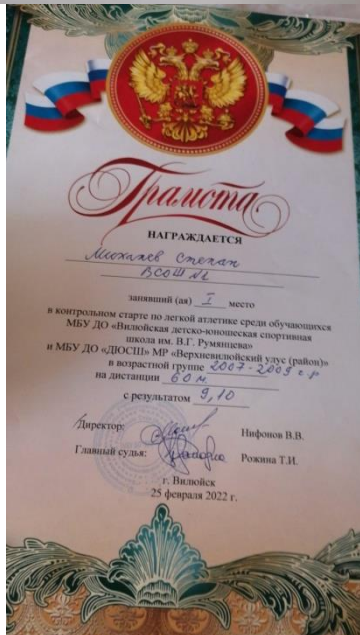 Грамота
НАГРАЖДАЕТСЯ
Степан
ВСОШ №1
занявший (ая) I место
в контрольном старте по легкой атлетике среди обучающихся
МБУ ДО «Вилюйская детско-юношеская спортивная
школа им. В.Г. Румянцева»
и МБУ ДО «ДЮСШ» МР «Верхневилюйский улус (район)»
в возрастной группе 2007-2009 г.р
на дистанции 60 м
с результатом 9,10
Директор: Нифонов В.В.
Главный судья: Рожина Т.И.
г. Вилюйск
25 февраля 2022 г.